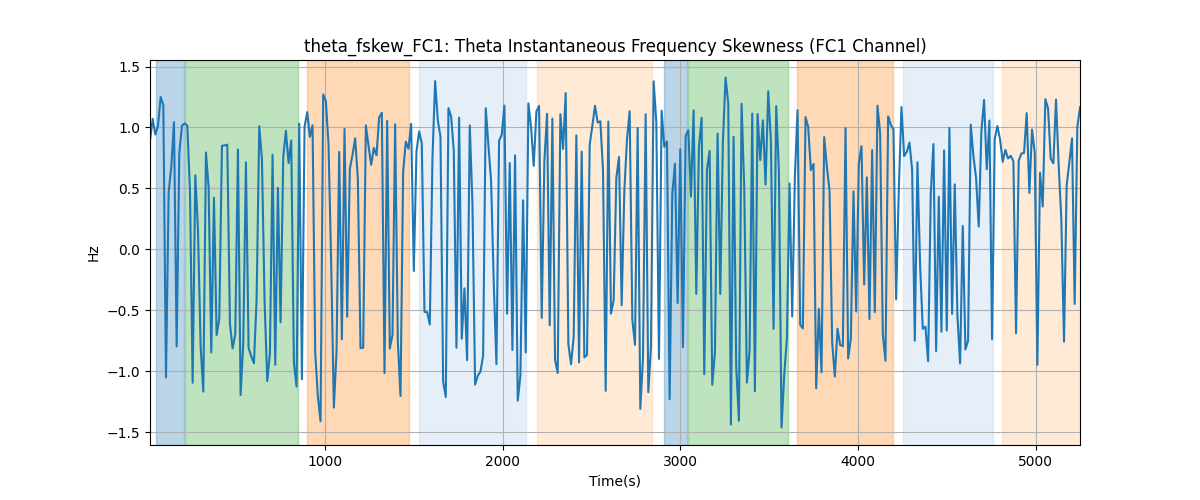 theta_fskew_FC1: Theta Instantaneous Frequency Skewness (FC1 Channel)
1.5
1.0
0.5
0.0
−0.5
−1.0
−1.5
Hz
1000 2000 3000 4000 5000
Time(s)